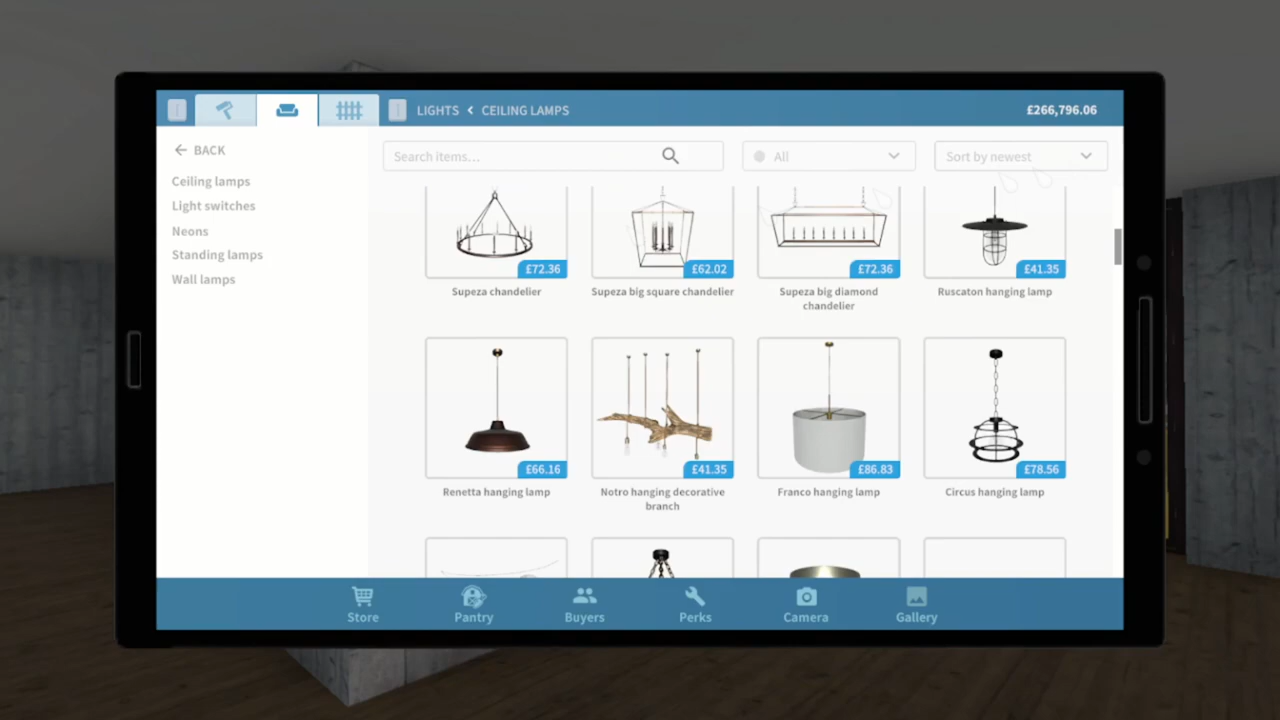 LIGHTS < CEILING LAMPS
£266,796.06
BACK
Search items...
All
Sort by newest
Ceiling lamps
Light switches
Neons
Standing lamps
Wall lamps
£72.36
£62.02
£72.36
£41.35
Supeza chandelier
Supeza big square chandelier
Supeza big diamond
chandelier
Ruscaton hanging lamp
£66.16
£41.35
£86.83
£78.56
Renetta hanging lamp
Notro hanging decorative
branch
Franco hanging lamp
Circus hanging lamp
Store
Pantry
Buyers
Perks
Camera
Gallery